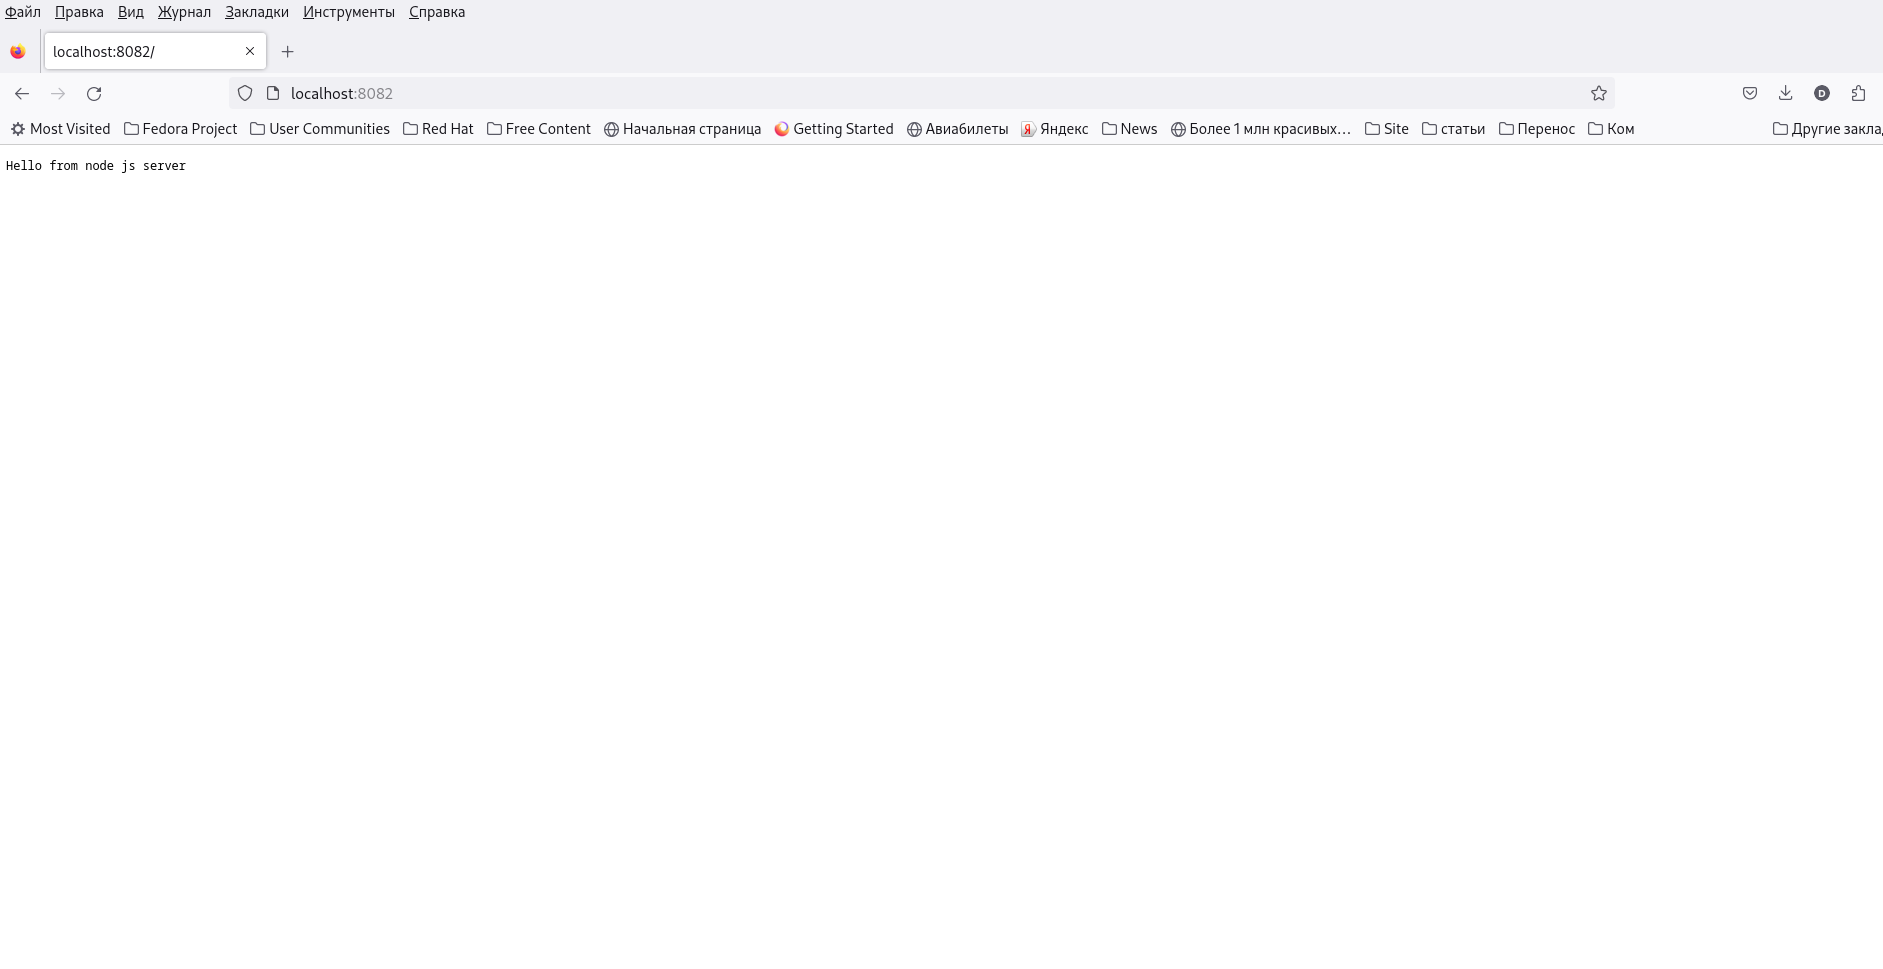 Файл Правка Вид Журнал Закладки Инструменты Справка
localhost:8082/
localhost:8082
Most Visited Fedora Project User Communities Red Hat Free Content Начальная страница Getting Started Авиабилеты Яндекс News Более 1 млн красивых… Site статьи Перенос Ком Другие закла
Hello from node js server